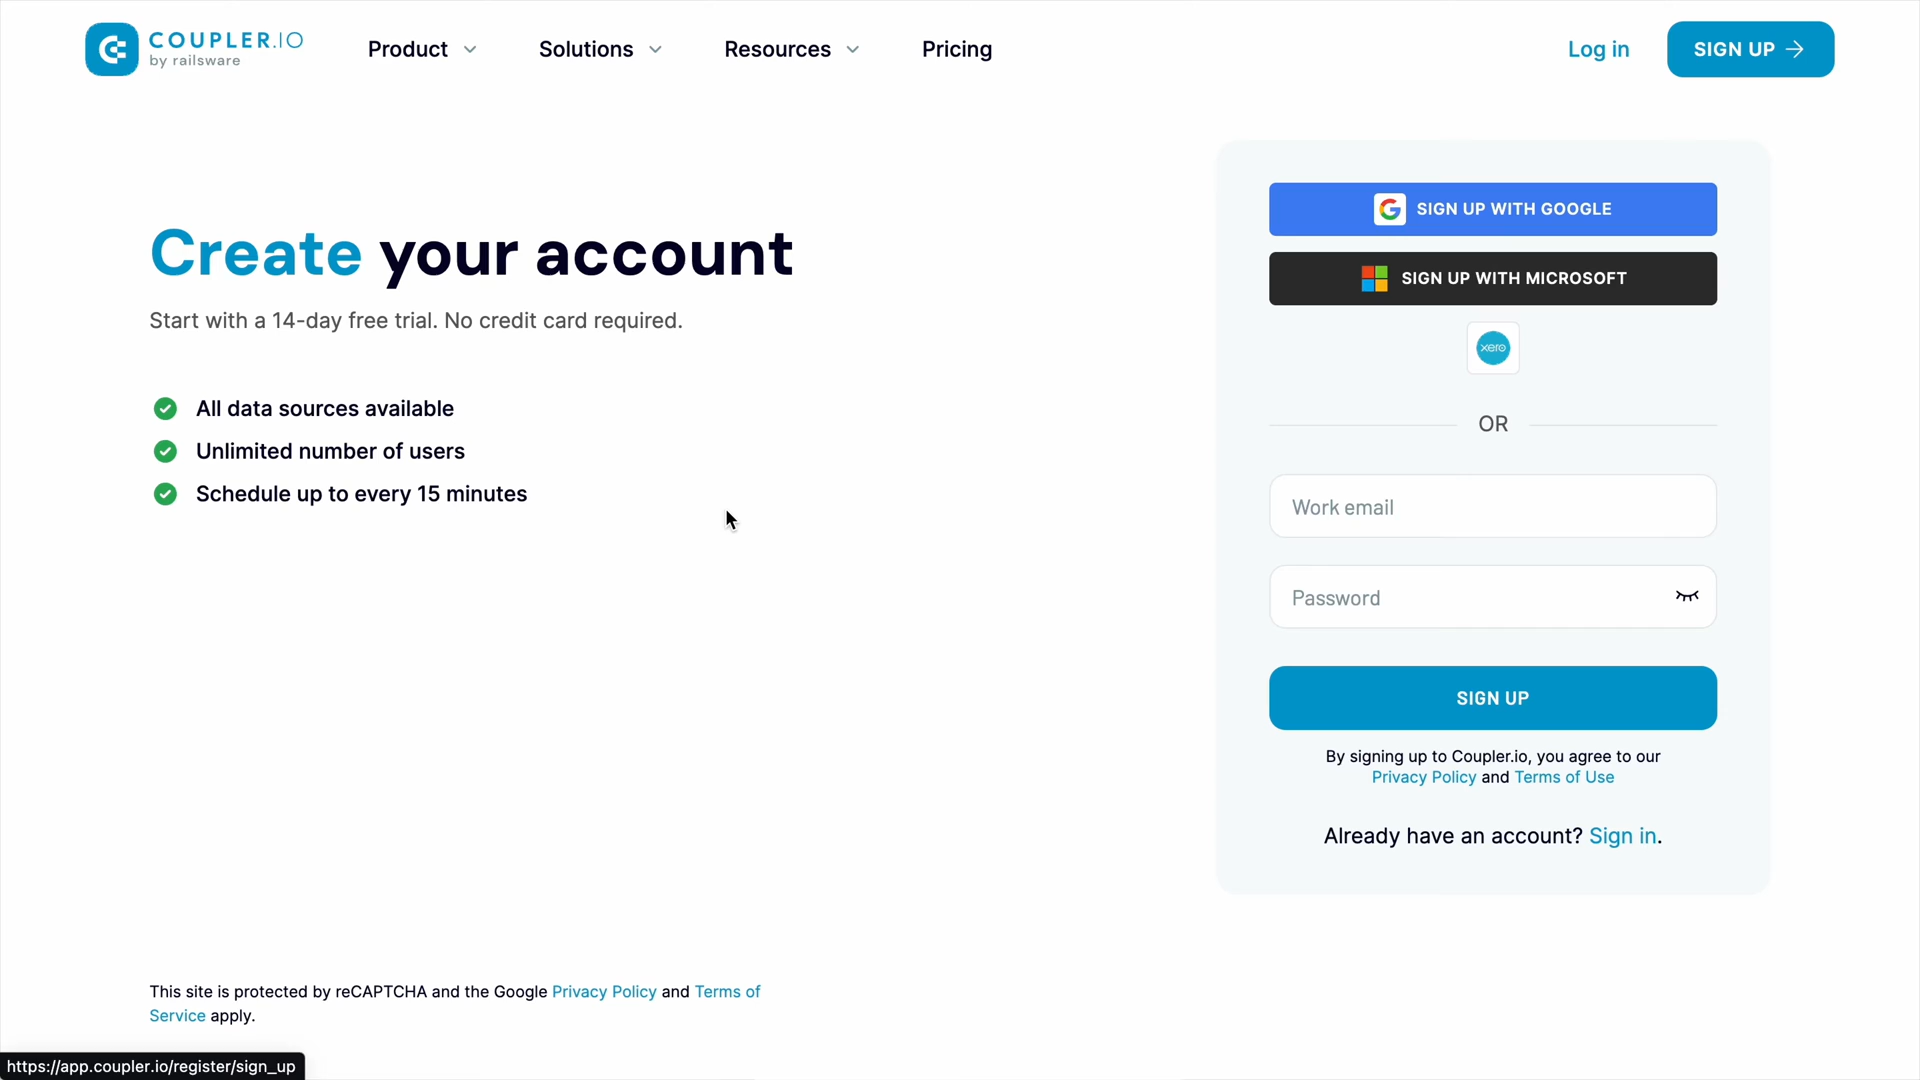 COUPLER.IO
by railsware
Product
Solutions
Resources
Pricing
Log in
SIGN UP
Create your account
Start with a 14-day free trial. No credit card required.
All data sources available
Unlimited number of users
Schedule up to every 15 minutes
SIGN UP WITH GOOGLE
SIGN UP WITH MICROSOFT
xero
OR
Work email
Password
SIGN UP
By signing up to Coupler.io, you agree to our
Privacy Policy and Terms of Use
Already have an account? Sign in.
This site is protected by reCAPTCHA and the Google Privacy Policy and Terms of
Service apply.
https://app.coupler.io/register/sign_up